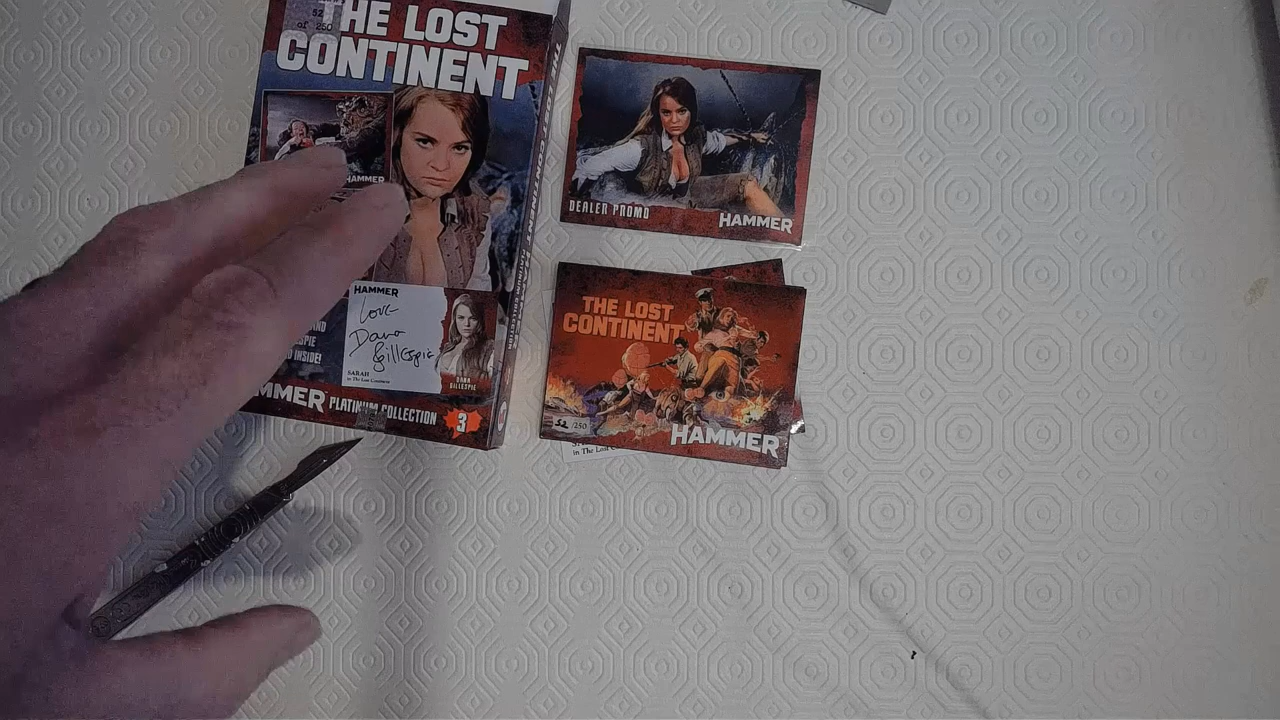 52
of 250
THE LOST
CONTINENT
HAMMER
HAMMER
Love
Dana
Gillespie
SARAH
in The Lost Continent
DANA
GILLESPIE
INSIDE!
HAMMER PLATINUM COLLECTION
3
THE LOST CONTINENT PLATINUM COLLECTION
DEALER PROMO
HAMMER
THE LOST
CONTINENT
52 /250
HAMMER
in The Lost